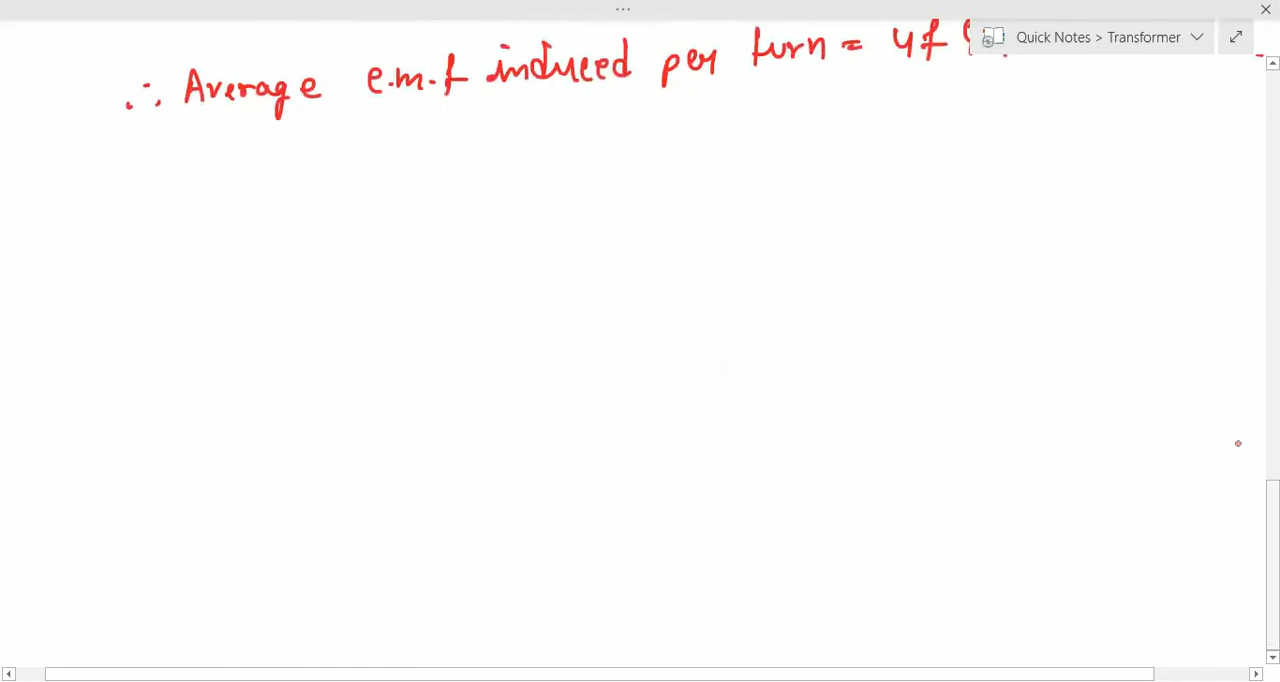 Quick Notes > Transformer
∴ Average e.m.f induced per turn = 4f